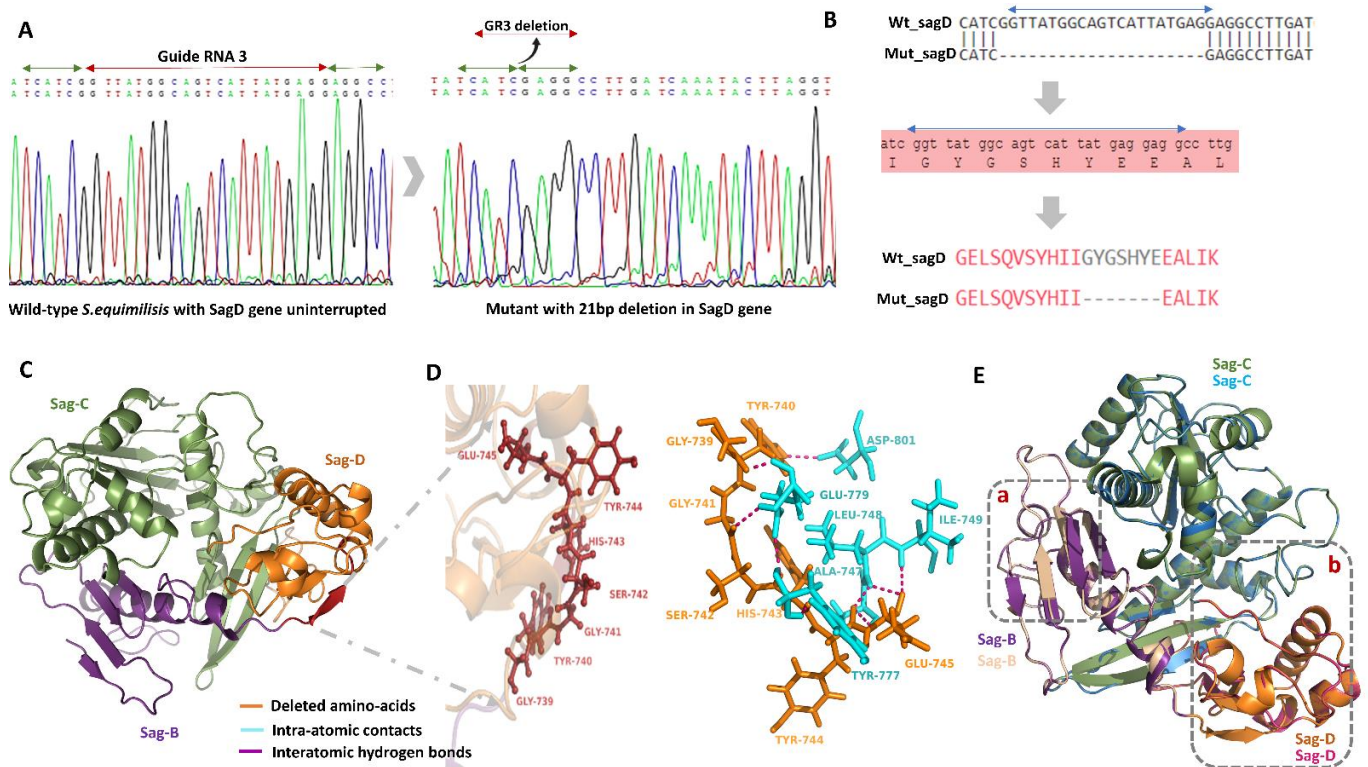 A
GR3 deletion
Guide RNA 3
A T C A T C G G T T A T G G C A G T C A T T A T G A G G A G G C C T
A T C A T C G G T T A T G G C A G T C A T T A T G A G G A G G C C T
T A T C A T C G A G G C C T T G A T C A A A T A C T T A G G T
T A T C A T C G A G G C C T T G A T C A A A T A C T T A G G T
Wild-type S.equimilisis with SagD gene uninterrupted
Mutant with 21bp deletion in SagD gene
B
Wt_sagD CATCGGTTATGGCAGTCATTATGAGGAGGCCTTGAT
Mut_sagD CATC---------------------GAGGCCTTGAT
atc ggt tat ggc agt cat tat gag gag gcc ttg
I G Y G S H Y E E A L
Wt_sagD GELSQVSYHIIGYGSHYEEALIK
Mut_sagD GELSQVSYHII-------EALIK
C
Sag-C
Sag-D
Sag-B
Deleted amino-acids
Intra-atomic contacts
Interatomic hydrogen bonds
D
GLU-745
TYR-744
HIS-743
SER-742
GLY-741
TYR-740
GLY-739
TYR-740
GLY-739
ASP-801
GLU-779
GLY-741
LEU-748
ILE-749
ALA-747
SER-742
HIS-743
GLU-745
TYR-777
TYR-744
E
Sag-C
Sag-C
a
b
Sag-B
Sag-B
Sag-D
Sag-D